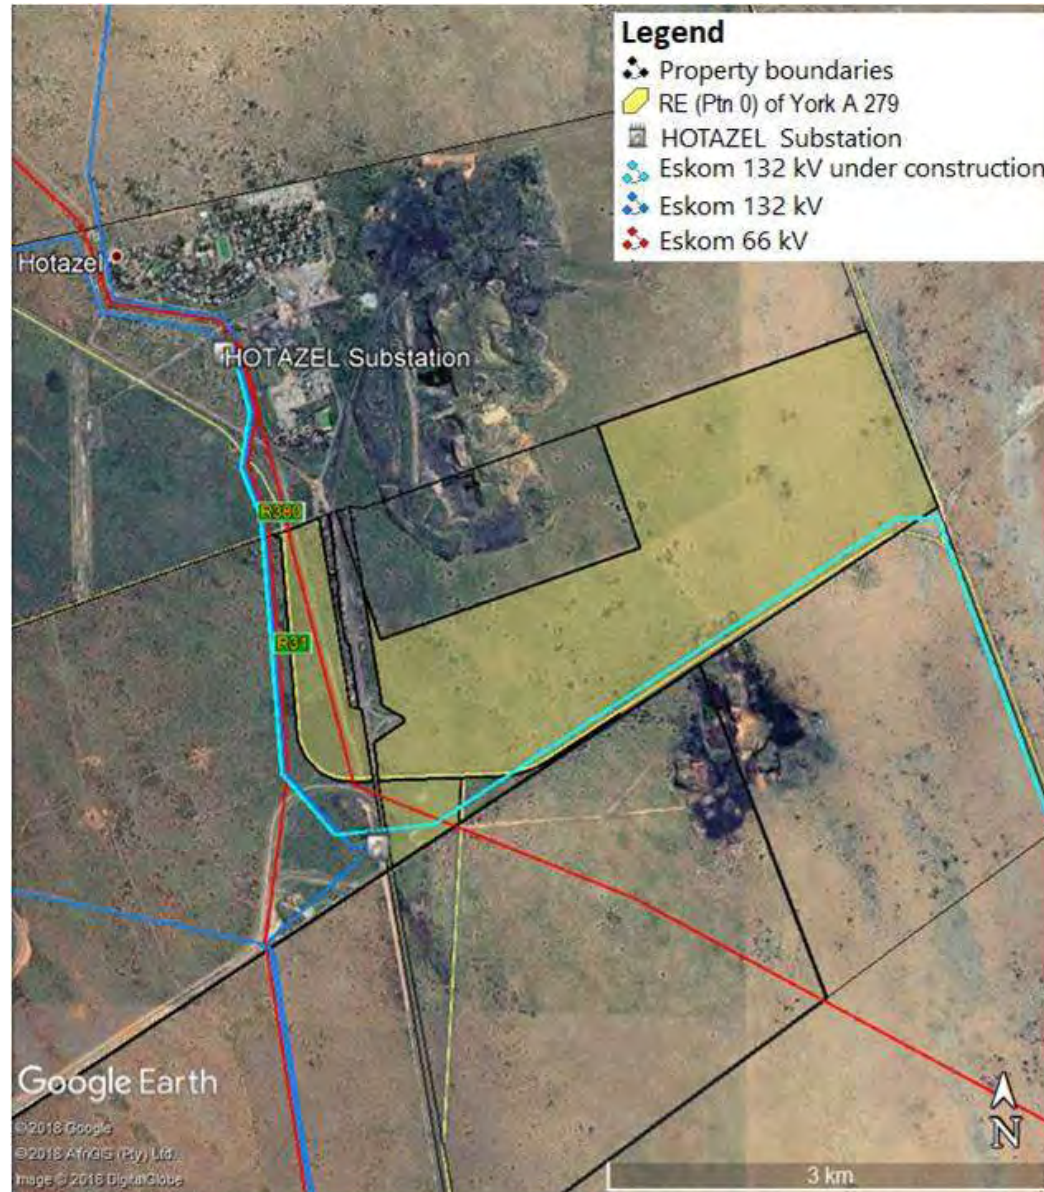 Legend
Property boundaries
RE (Ptn 0) of York A 279
HOTAZEL Substation
Eskom 132 kV under construction
Eskom 132 kV
Eskom 66 kV
Hotazel
HOTAZEL Substation
R380
R31
Google Earth
©2018 Google
©2018 AfriGIS (Pty) Ltd.
Image © 2018 DigitalGlobe
3 km
N